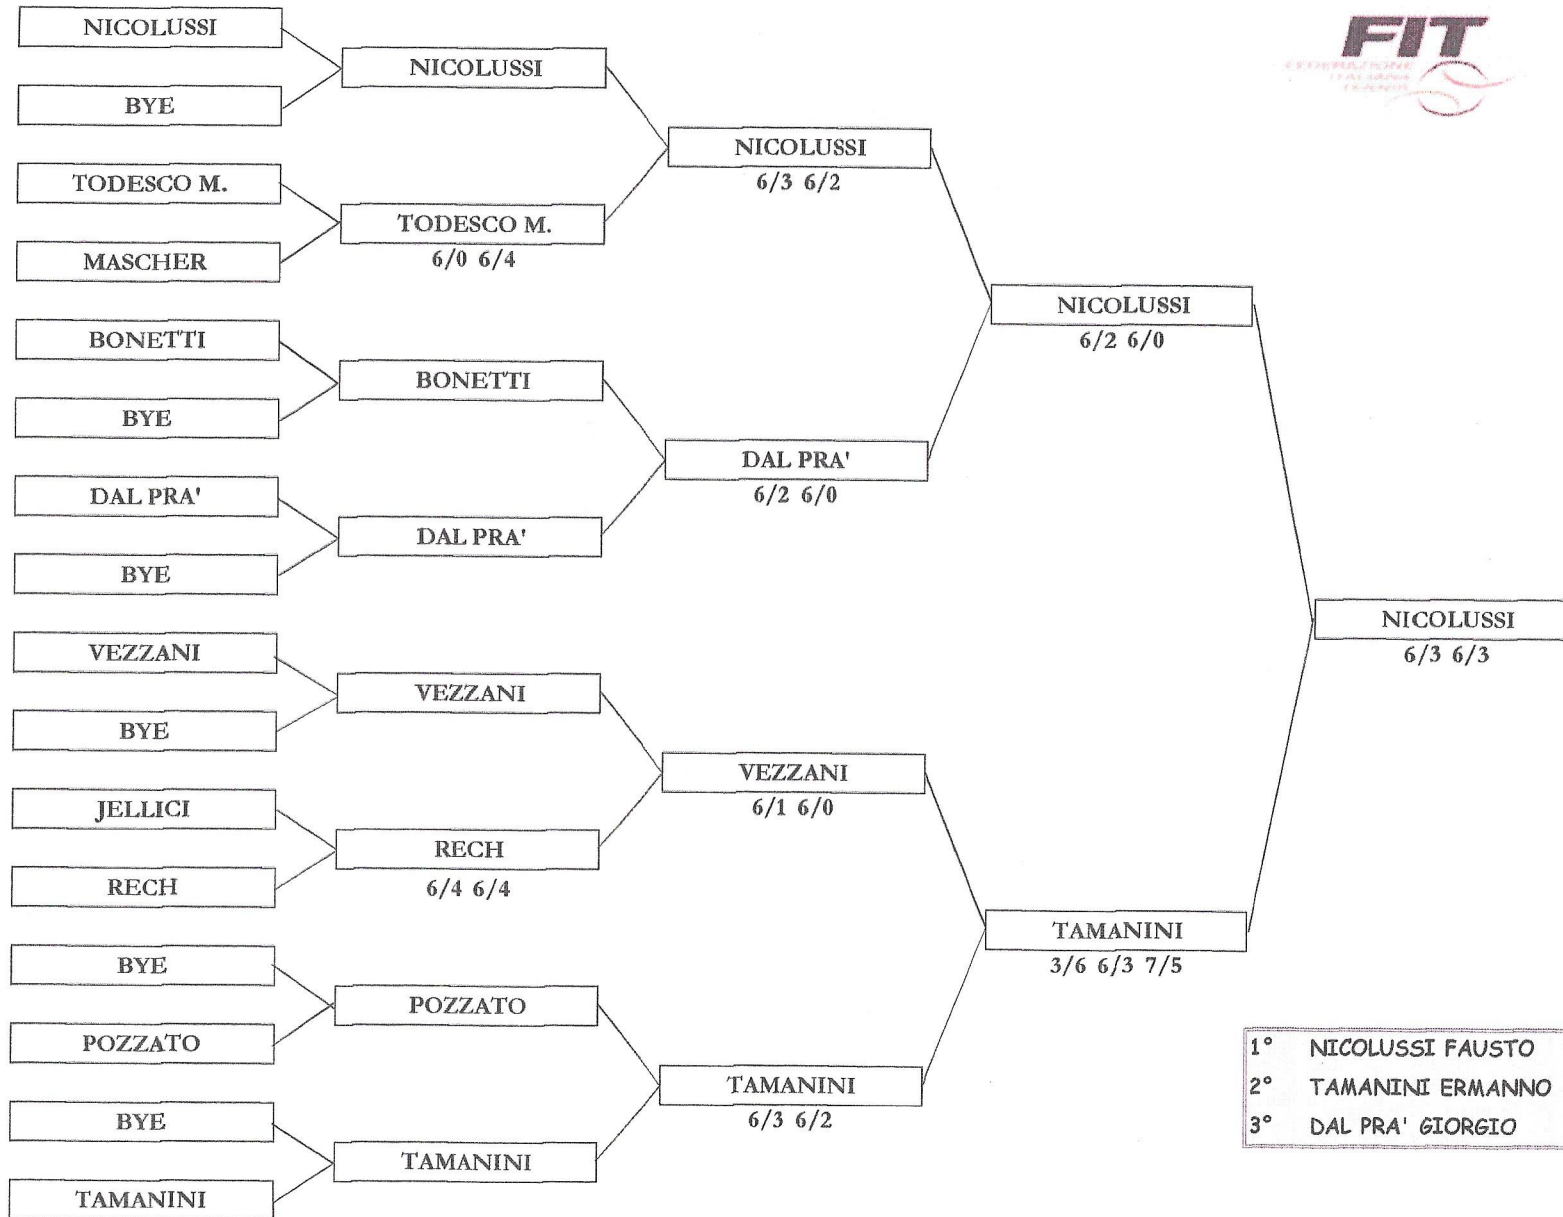 FIT
FEDERAZIONE
ITALIANA
TENNIS
NICOLUSSI
BYE
TODESCO M.
MASCHER
BONETTI
BYE
DAL PRA'
BYE
VEZZANI
BYE
JELLICI
RECH
BYE
POZZATO
BYE
TAMANINI
NICOLUSSI
TODESCO M.
6/0 6/4
BONETTI
DAL PRA'
VEZZANI
RECH
6/4 6/4
POZZATO
TAMANINI
NICOLUSSI
6/3 6/2
DAL PRA'
6/2 6/0
VEZZANI
6/1 6/0
TAMANINI
6/3 6/2
NICOLUSSI
6/2 6/0
TAMANINI
3/6 6/3 7/5
NICOLUSSI
6/3 6/3
1° NICOLUSSI FAUSTO
2° TAMANINI ERMANNO
3° DAL PRA' GIORGIO